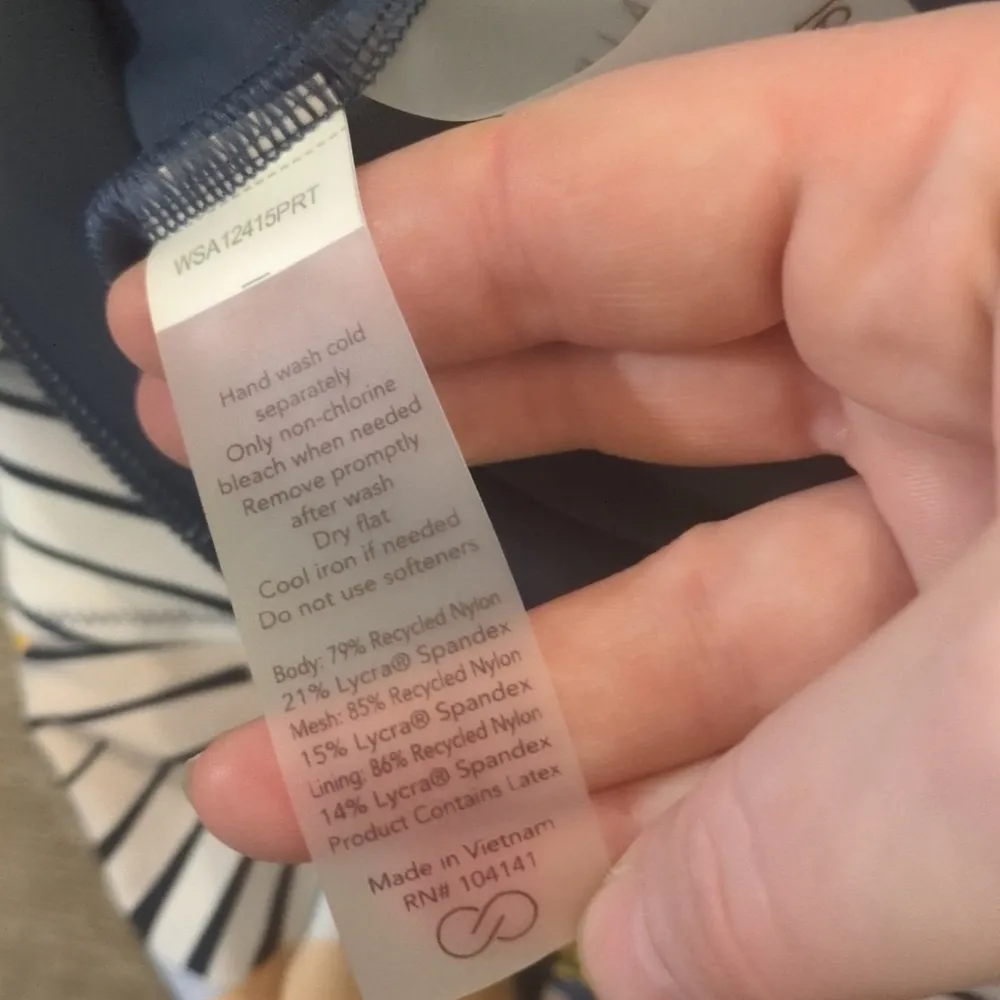 WSA12415PRT
Hand wash cold
separately
Only non-chlorine
bleach when needed
Remove promptly
after wash
Dry flat
Cool iron if needed
Do not use softeners
Body: 79% Recycled Nylon
21% Lycra® Spandex
Mesh: 85% Recycled Nylon
15% Lycra® Spandex
Lining: 86% Recycled Nylon
14% Lycra® Spandex
Product Contains Latex
Made in Vietnam
RN# 104141